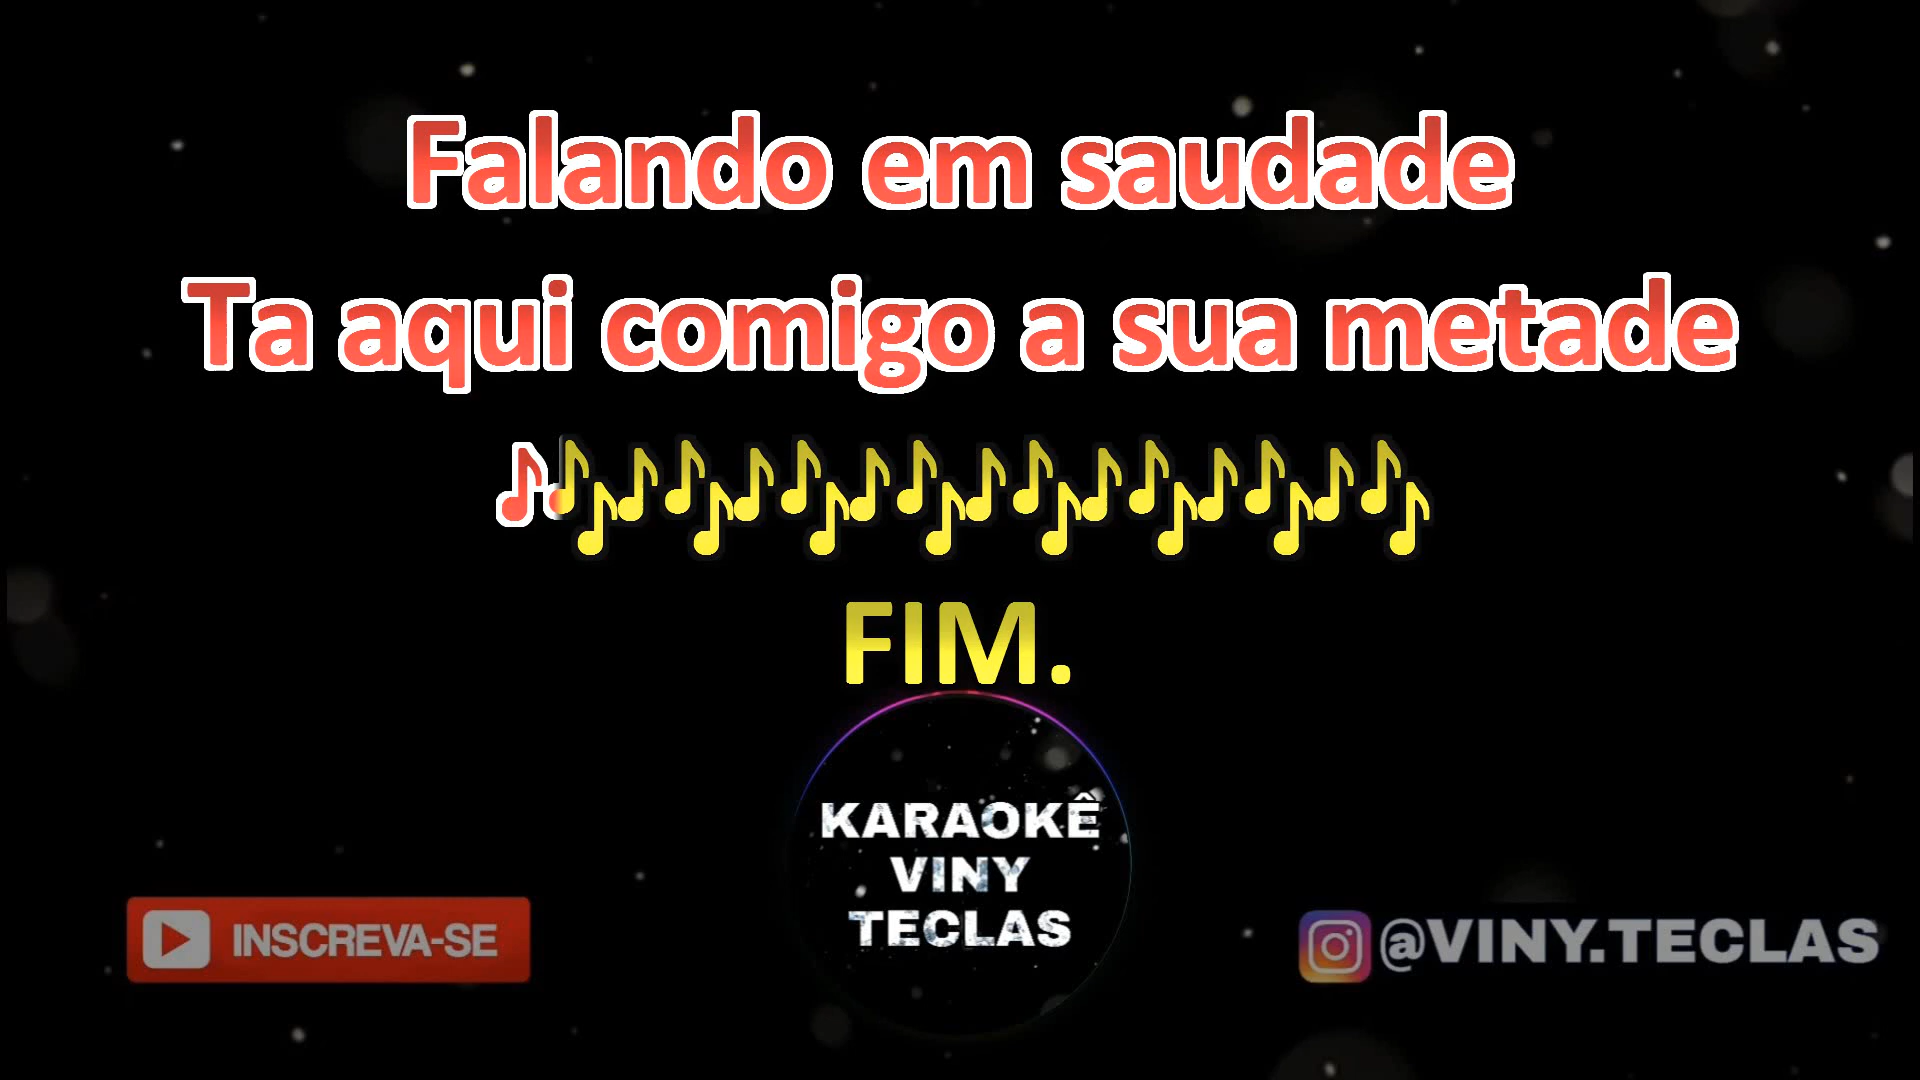 Falando em saudade
Ta aqui comigo a sua metade
FIM.
KARAOKÊ
VINY
TECLAS
INSCREVA-SE
@VINY.TECLAS